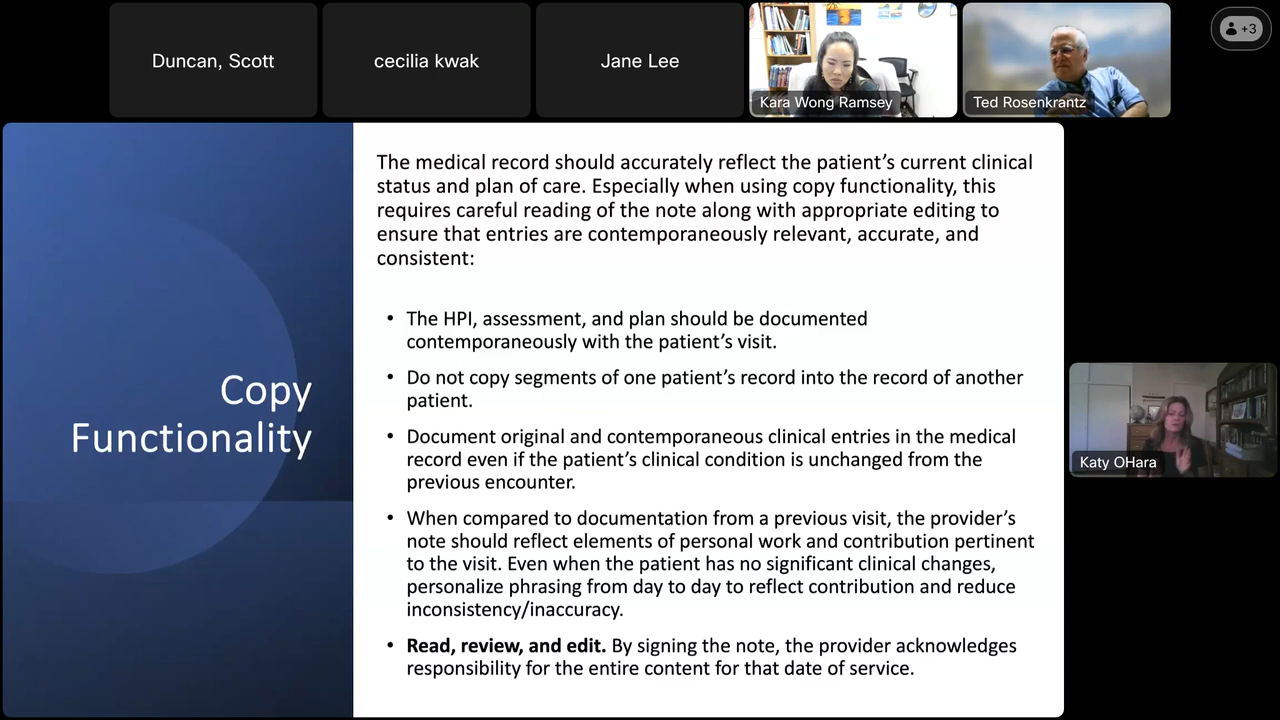 Duncan, Scott
cecilia kwak
Jane Lee
Kara Wong Ramsey
Ted Rosenkrantz
+3
Copy
Functionality
The medical record should accurately reflect the patient’s current clinical
status and plan of care. Especially when using copy functionality, this
requires careful reading of the note along with appropriate editing to
ensure that entries are contemporaneously relevant, accurate, and
consistent:
• The HPI, assessment, and plan should be documented
contemporaneously with the patient’s visit.
• Do not copy segments of one patient’s record into the record of another
patient.
• Document original and contemporaneous clinical entries in the medical
record even if the patient’s clinical condition is unchanged from the
previous encounter.
• When compared to documentation from a previous visit, the provider’s
note should reflect elements of personal work and contribution pertinent
to the visit. Even when the patient has no significant clinical changes,
personalize phrasing from day to day to reflect contribution and reduce
inconsistency/inaccuracy.
• Read, review, and edit. By signing the note, the provider acknowledges
responsibility for the entire content for that date of service.
Katy OHara